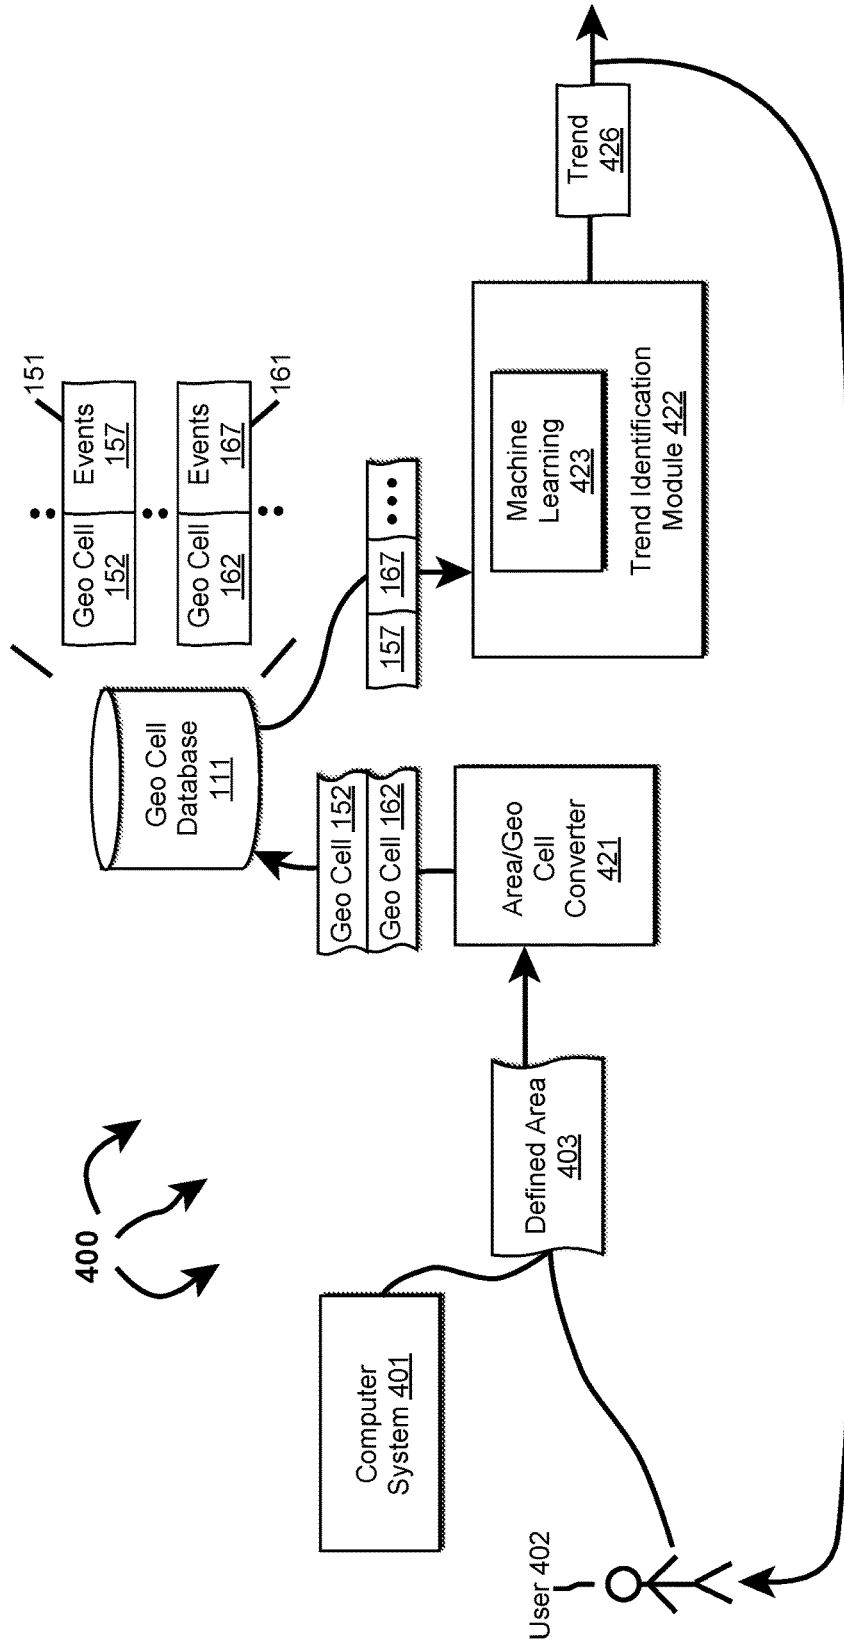 400
Computer
System 401
User 402
Defined Area
403
Area/Geo
Cell
Converter
421
Geo Cell 152
Geo Cell 162
Geo Cell
Database
111
Geo Cell
152
Events
157
151
Geo Cell
162
Events
167
161
157
167
Machine
Learning
423
Trend Identification
Module 422
Trend
426